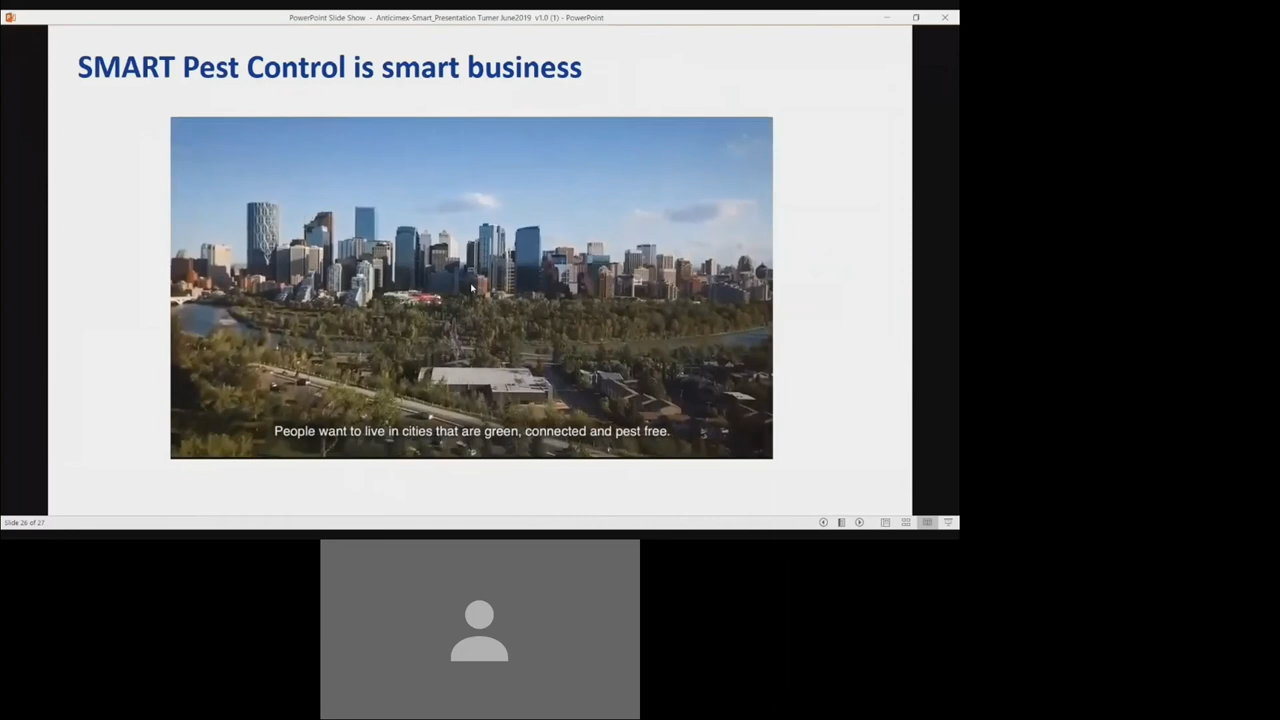 PowerPoint Slide Show - Anticimex-Smart_Presentation Turner June2019 v1.0 (1) - PowerPoint
SMART Pest Control is smart business
People want to live in cities that are green, connected and pest free.
Slide 26 of 27